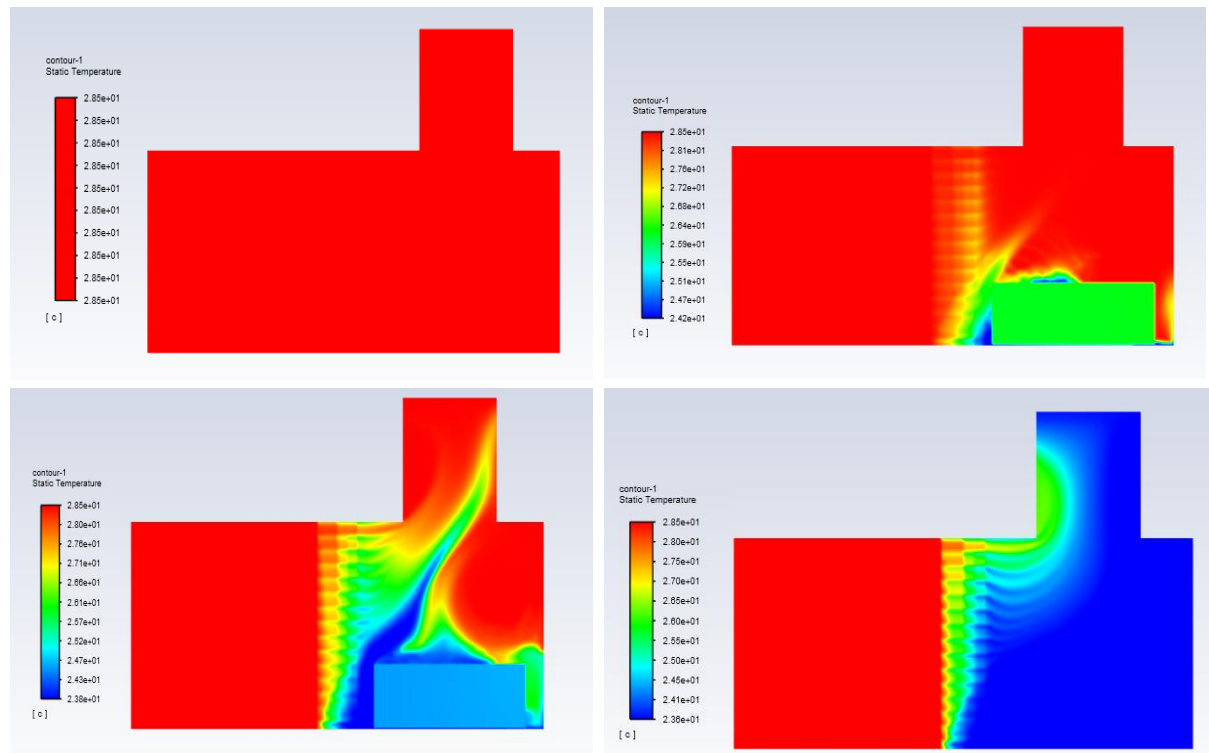 contour-1
Static Temperature
2.85e+01
2.85e+01
2.85e+01
2.85e+01
2.85e+01
2.85e+01
2.85e+01
2.85e+01
2.85e+01
2.85e+01
[ c ]
contour-1
Static Temperature
2.85e+01
2.81e+01
2.76e+01
2.72e+01
2.68e+01
2.64e+01
2.59e+01
2.55e+01
2.51e+01
2.47e+01
2.42e+01
[ c ]
contour-1
Static Temperature
2.85e+01
2.80e+01
2.76e+01
2.71e+01
2.66e+01
2.61e+01
2.57e+01
2.52e+01
2.47e+01
2.43e+01
2.38e+01
[ c ]
contour-1
Static Temperature
2.85e+01
2.80e+01
2.75e+01
2.70e+01
2.65e+01
2.60e+01
2.55e+01
2.50e+01
2.45e+01
2.41e+01
2.36e+01
[ c ]